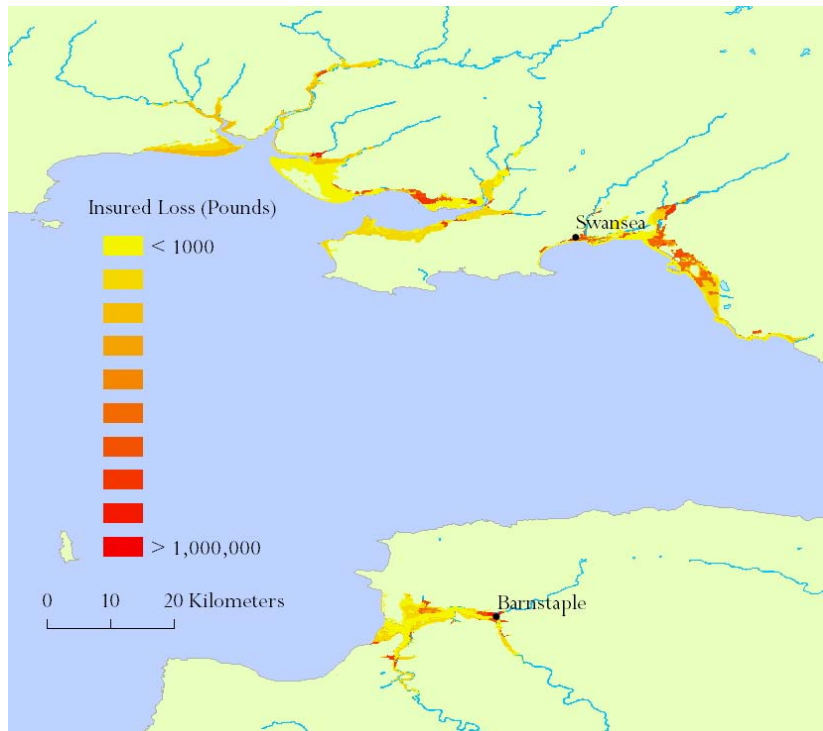 Insured Loss (Pounds)
< 1000
> 1,000,000
0 10 20 Kilometers
Swansea
Barnstaple